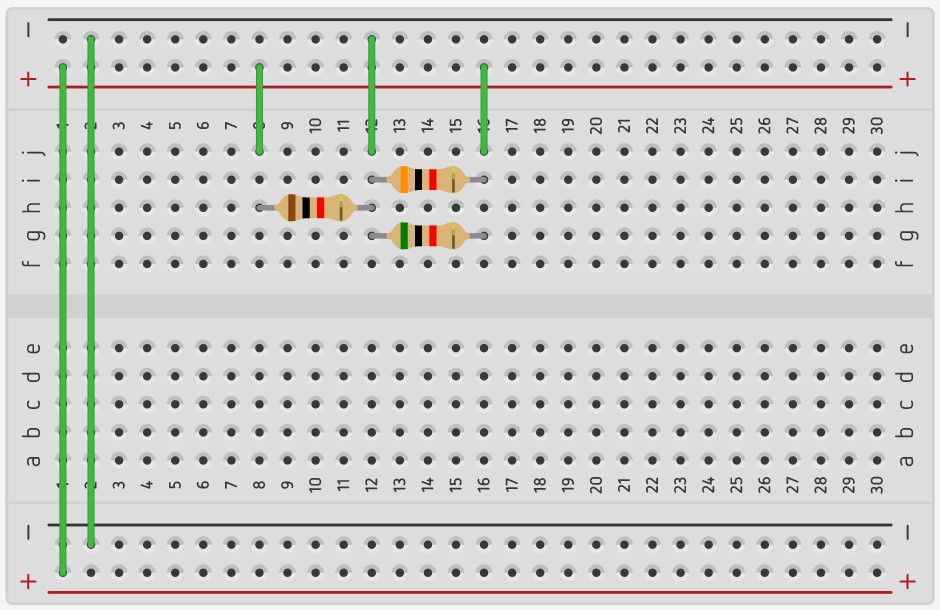 − −
+ +
1 2 3 4 5 6 7 8 9 10 11 12 13 14 15 16 17 18 19 20 21 22 23 24 25 26 27 28 29 30
j j
i i
h h
g g
f f
e e
d d
c c
b b
a a
1 2 3 4 5 6 7 8 9 10 11 12 13 14 15 16 17 18 19 20 21 22 23 24 25 26 27 28 29 30
− −
+ +